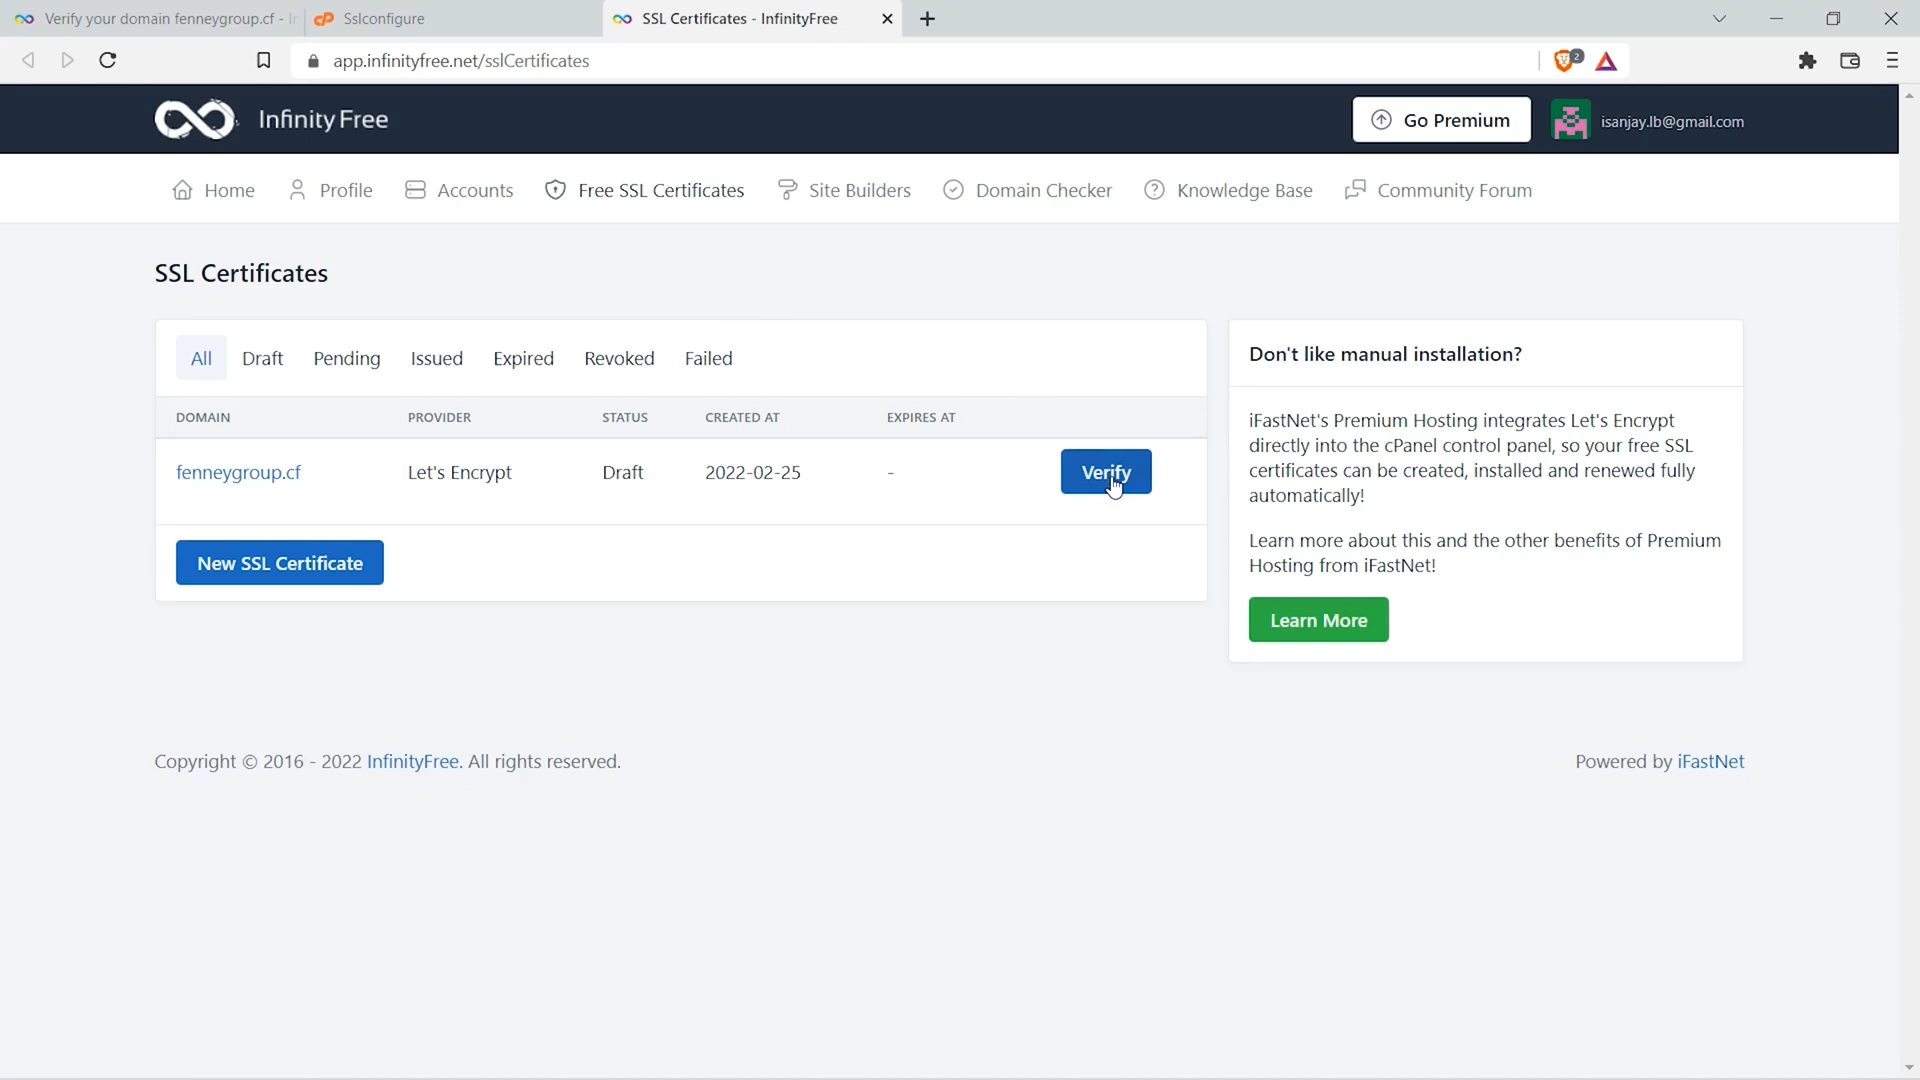 Verify your domain fenneygroup.cf -
Sslconfigure
SSL Certificates - InfinityFree
app.infinityfree.net/sslCertificates
2
Infinity Free
Go Premium
isanjay.lb@gmail.com
Home
Profile
Accounts
Free SSL Certificates
Site Builders
Domain Checker
Knowledge Base
Community Forum
SSL Certificates
All
Draft
Pending
Issued
Expired
Revoked
Failed
DOMAIN
PROVIDER
STATUS
CREATED AT
EXPIRES AT
fenneygroup.cf
Let's Encrypt
Draft
2022-02-25
-
Verify
New SSL Certificate
Don't like manual installation?
iFastNet's Premium Hosting integrates Let's Encrypt
directly into the cPanel control panel, so your free SSL
certificates can be created, installed and renewed fully
automatically!
Learn more about this and the other benefits of Premium
Hosting from iFastNet!
Learn More
Copyright © 2016 - 2022 InfinityFree. All rights reserved.
Powered by iFastNet